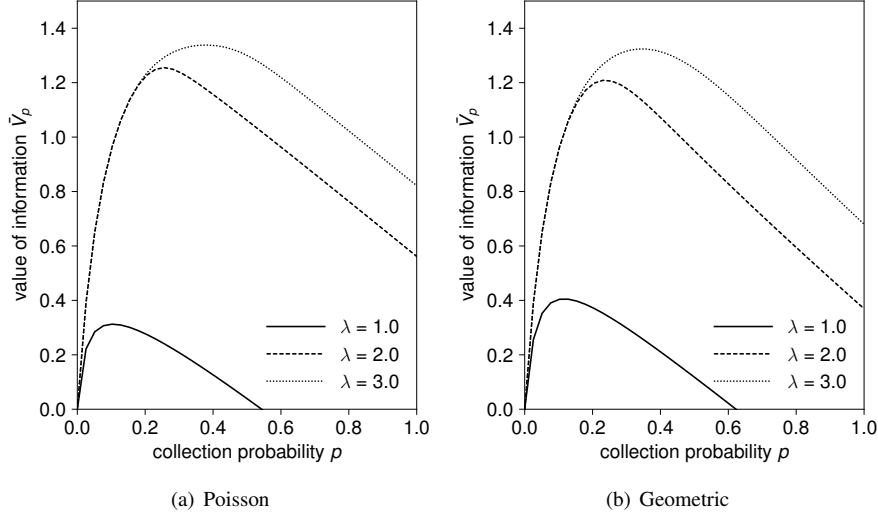 1.4
1.2
1.0
0.8
0.6
0.4
0.2
0.0
value of information V̄p
λ = 1.0
λ = 2.0
λ = 3.0
0.0 0.2 0.4 0.6 0.8 1.0
collection probability p
(a) Poisson
1.4
1.2
1.0
0.8
0.6
0.4
0.2
0.0
value of information V̄p
λ = 1.0
λ = 2.0
λ = 3.0
0.0 0.2 0.4 0.6 0.8 1.0
collection probability p
(b) Geometric